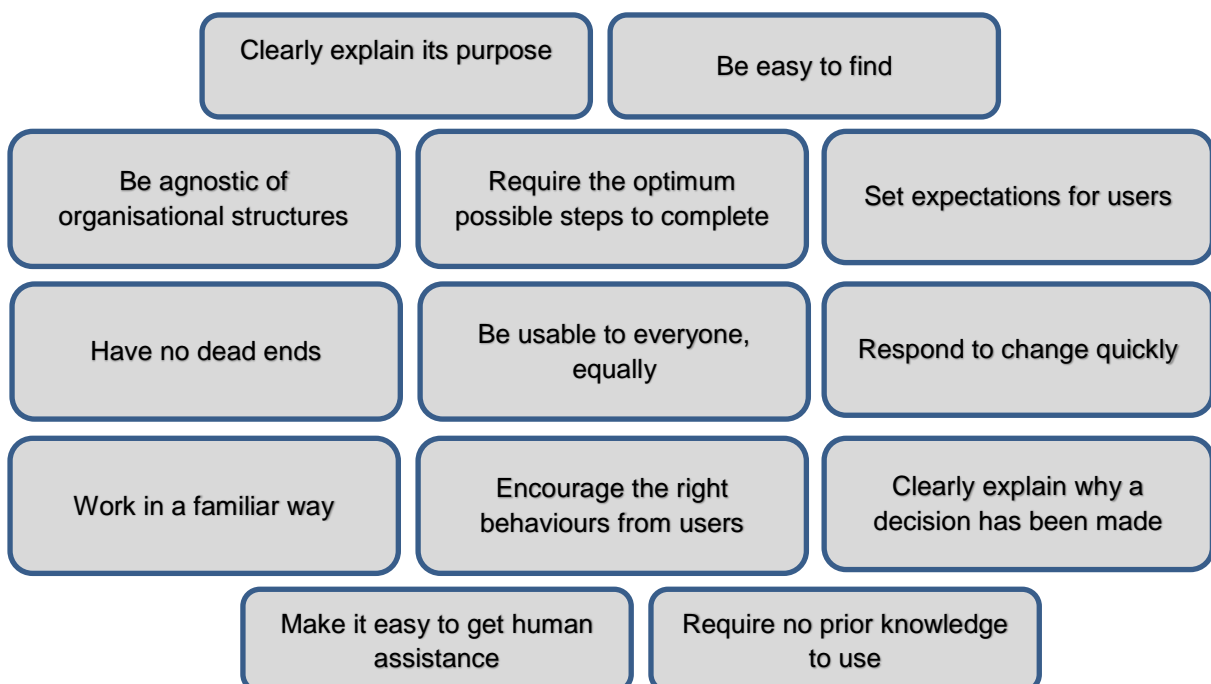 Clearly explain its purpose
Be easy to find
Be agnostic of
organisational structures
Require the optimum
possible steps to complete
Set expectations for users
Have no dead ends
Be usable to everyone,
equally
Respond to change quickly
Work in a familiar way
Encourage the right
behaviours from users
Clearly explain why a
decision has been made
Make it easy to get human
assistance
Require no prior knowledge
to use